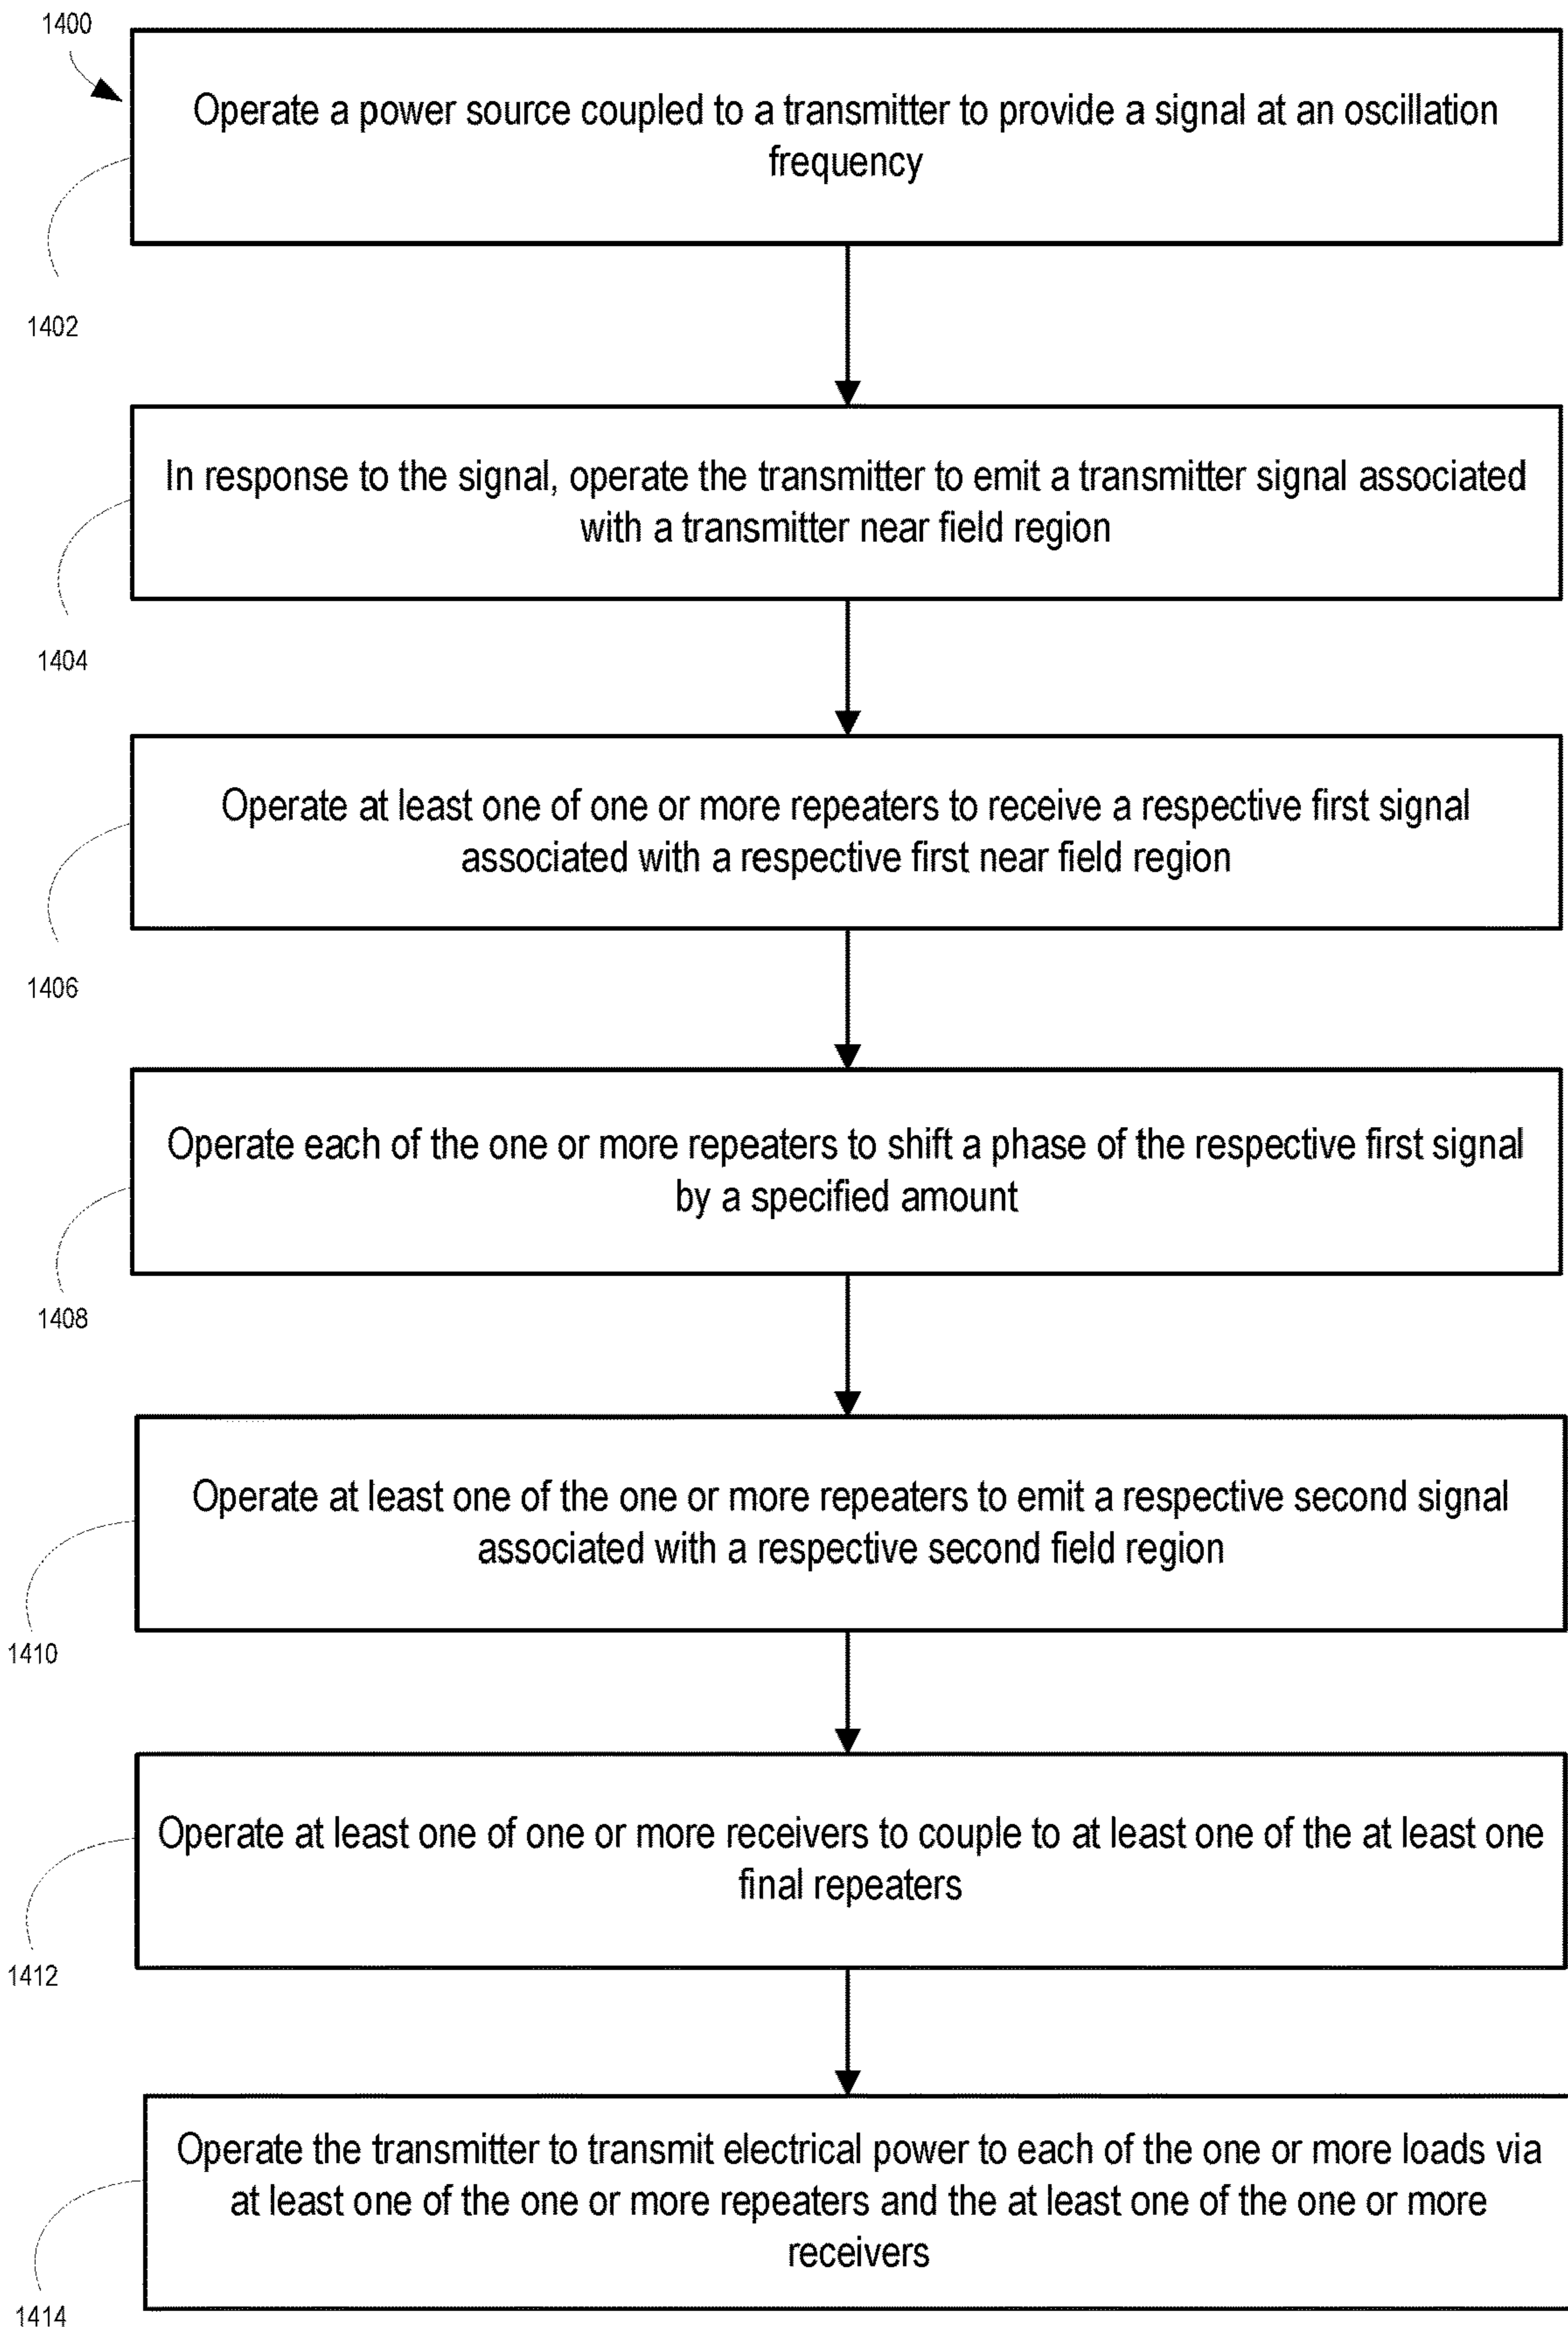 1400
Operate a power source coupled to a transmitter to provide a signal at an oscillation
frequency
1402
In response to the signal, operate the transmitter to emit a transmitter signal associated
with a transmitter near field region
1404
Operate at least one of one or more repeaters to receive a respective first signal
associated with a respective first near field region
1406
Operate each of the one or more repeaters to shift a phase of the respective first signal
by a specified amount
1408
Operate at least one of the one or more repeaters to emit a respective second signal
associated with a respective second field region
1410
Operate at least one of one or more receivers to couple to at least one of the at least one
final repeaters
1412
Operate the transmitter to transmit electrical power to each of the one or more loads via
at least one of the one or more repeaters and the at least one of the one or more
receivers
1414